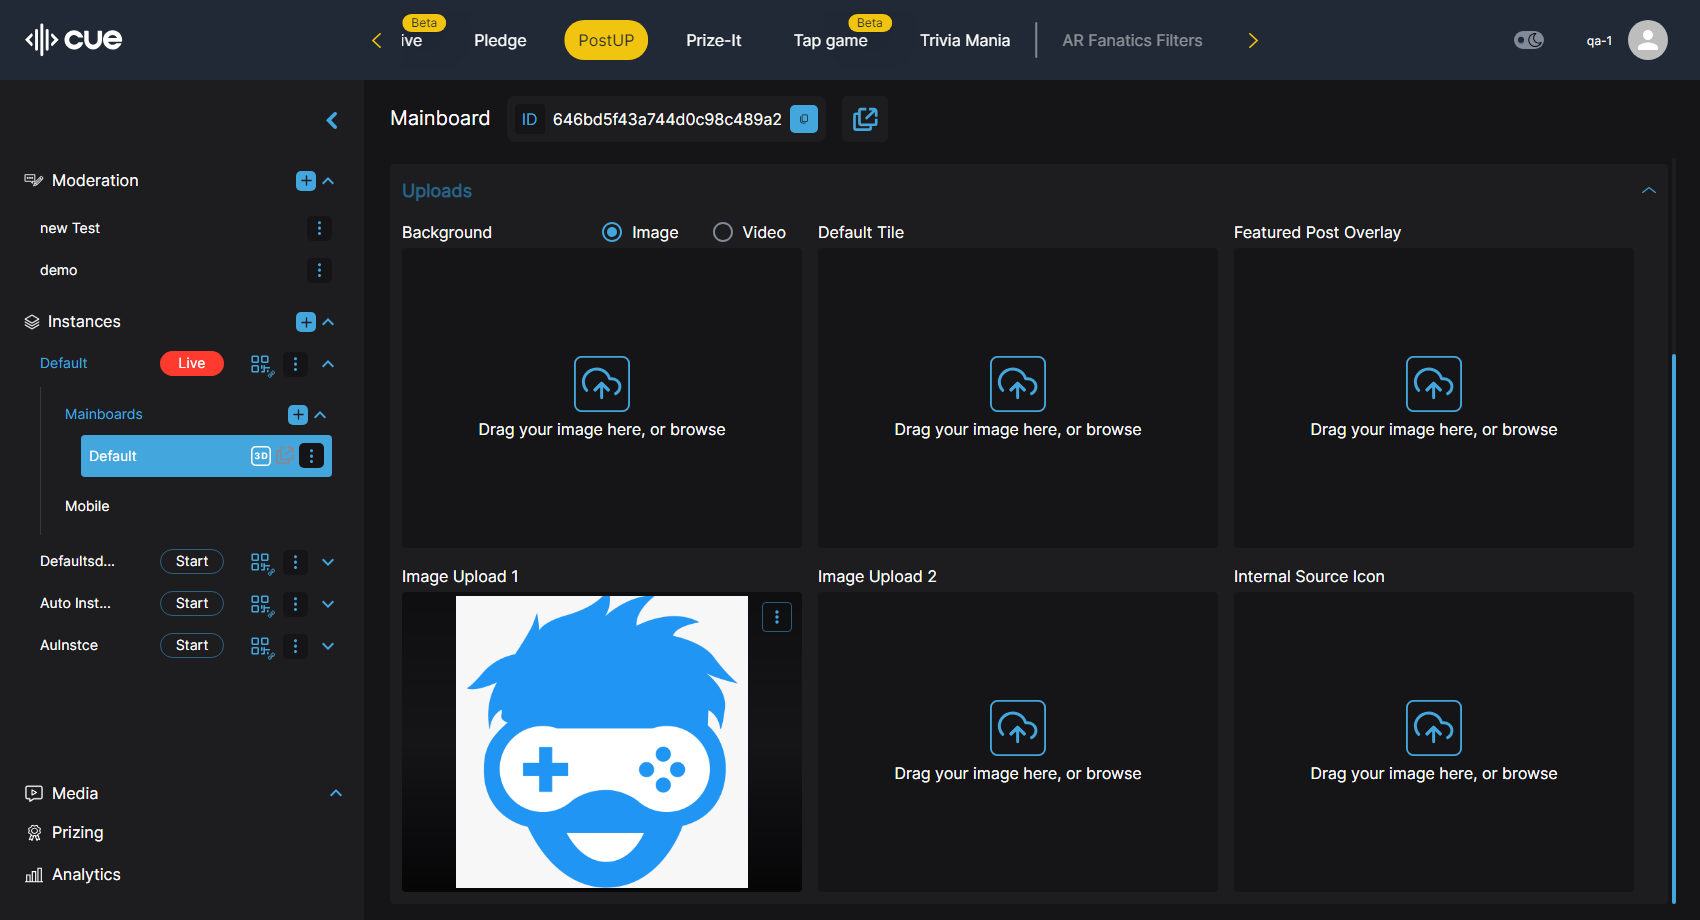 cue
Beta
ive
Pledge
PostUP
Prize-It
Beta
Tap game
Trivia Mania
AR Fanatics Filters
qa-1
Mainboard
ID 646bd5f43a744d0c98c489a2
Moderation
new Test
demo
Instances
Default
Live
Mainboards
Default
3D
Mobile
Defaultsd...
Start
Auto Inst...
Start
AuInstce
Start
Media
Prizing
Analytics
Uploads
Background
Image
Video
Default Tile
Featured Post Overlay
Drag your image here, or browse
Drag your image here, or browse
Drag your image here, or browse
Image Upload 1
Image Upload 2
Internal Source Icon
Drag your image here, or browse
Drag your image here, or browse